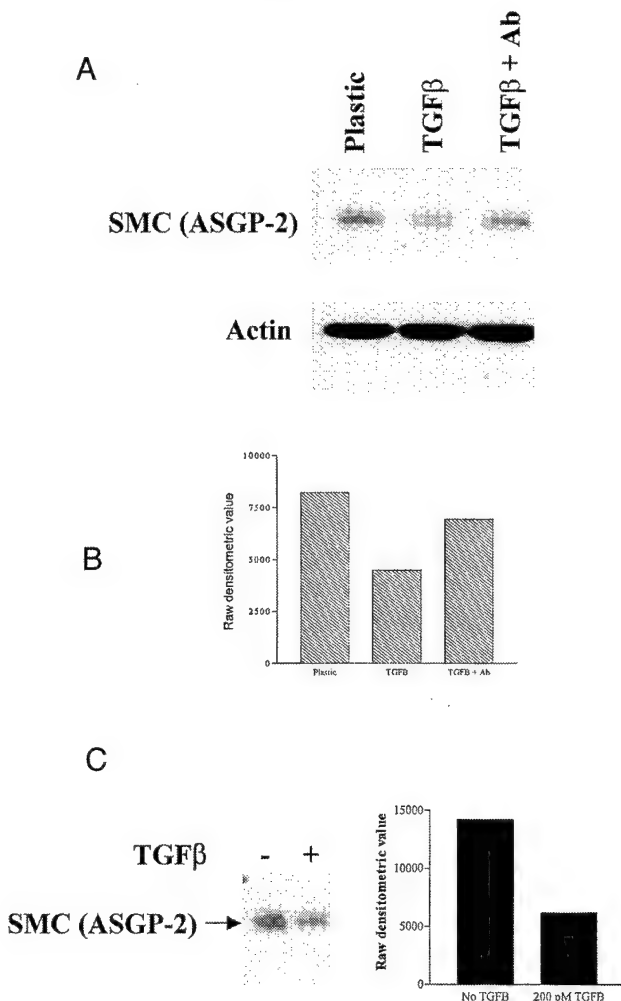 A
Plastic
TGFβ
TGFβ + Ab
SMC (ASGP-2)
Actin
B
Raw densitometric value
10000
7500
5000
2500
0
Plastic
TGFB
TGFB + Ab
C
TGFβ - +
SMC (ASGP-2)
Raw densitometric value
15000
10000
5000
0
No TGFB
200 pM TGFB